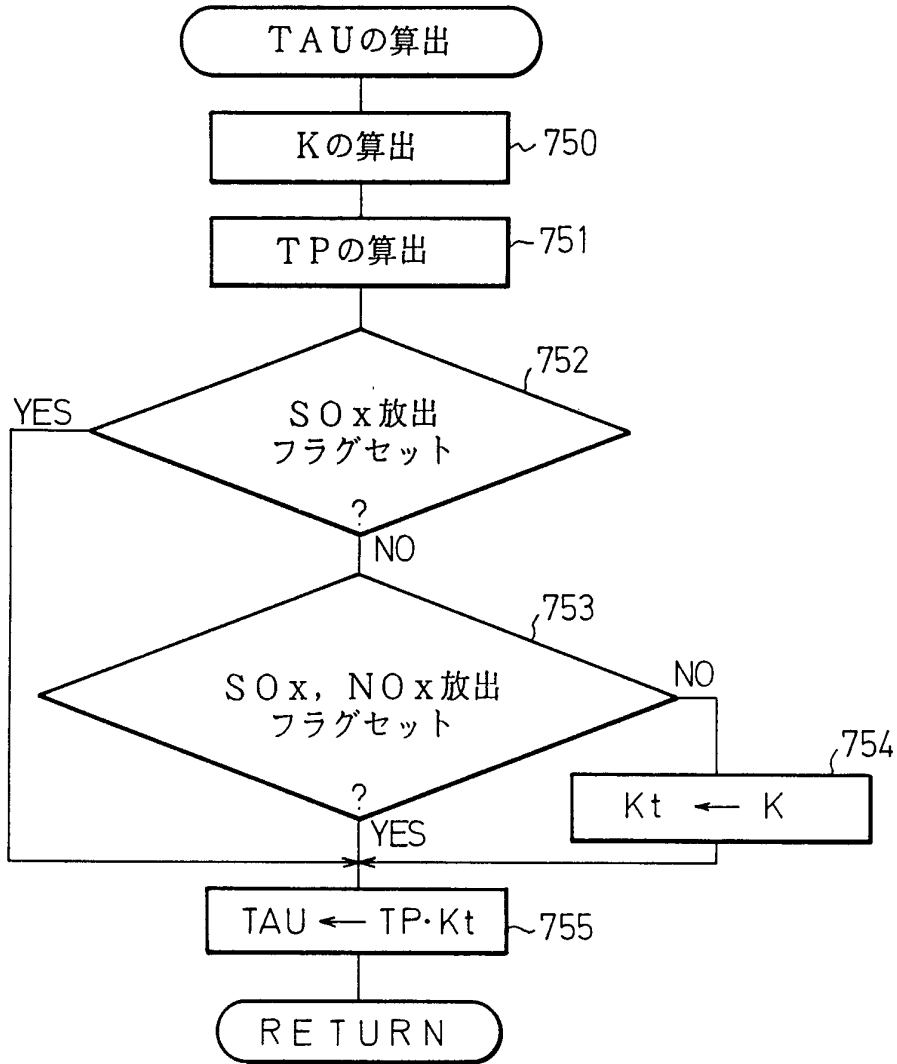 TAUの算出
Kの算出
750
TPの算出
751
752
YES
SOx放出
フラグセット
?
NO
753
SOx, NOx放出
フラグセット
?
NO
754
Kt ← K
YES
TAU ← TP·Kt
755
RETURN